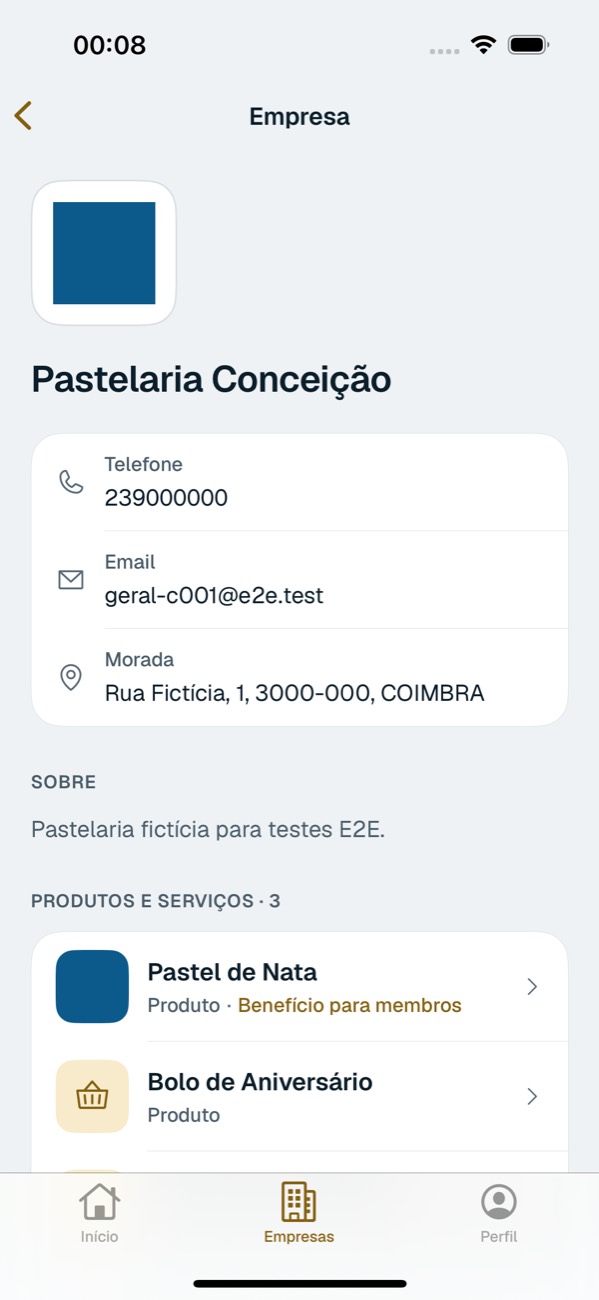 00:08
Empresa
Pastelaria Conceição
Telefone
239000000
Email
geral-c001@e2e.test
Morada
Rua Fictícia, 1, 3000-000, COIMBRA
SOBRE
Pastelaria fictícia para testes E2E.
PRODUTOS E SERVIÇOS · 3
Pastel de Nata
Produto · Benefício para membros
Bolo de Aniversário
Produto
Início
Empresas
Perfil